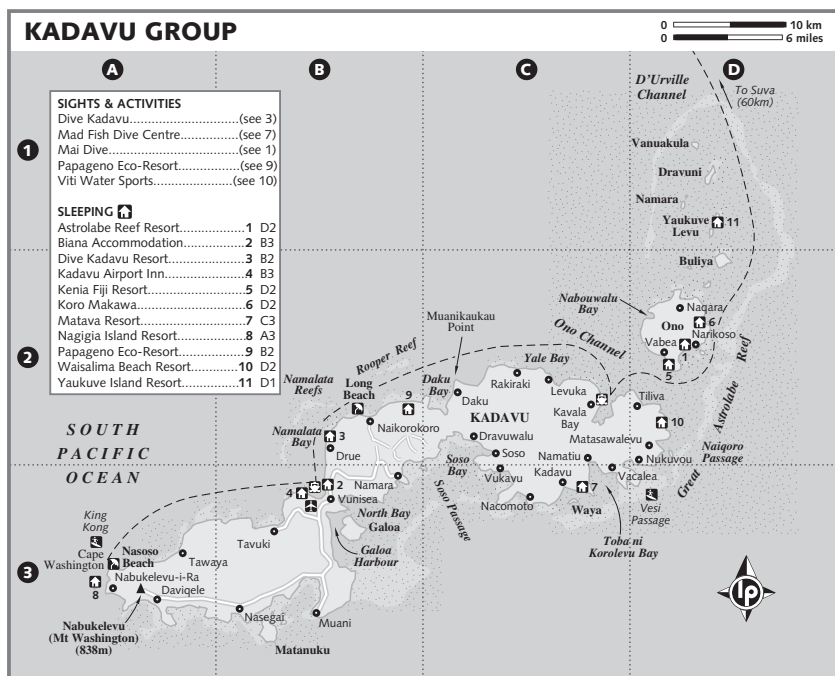 KADAVU GROUP
0 10 km
0 6 miles
A
B
C
D
1
2
3
SIGHTS & ACTIVITIES
Dive Kadavu...............................(see 3)
Mad Fish Dive Centre................(see 7)
Mai Dive.....................................(see 1)
Papageno Eco-Resort.................(see 9)
Viti Water Sports.......................(see 10)
SLEEPING
Astrolabe Reef Resort..................1 D2
Biana Accommodation................2 B3
Dive Kadavu Resort.....................3 B2
Kadavu Airport Inn......................4 B3
Kenia Fiji Resort...........................5 D2
Koro Makawa..............................6 D2
Matava Resort.............................7 C3
Nagigia Island Resort...................8 A3
Papageno Eco-Resort..................9 B2
Waisalima Beach Resort............10 D2
Yaukuve Island Resort...............11 D1
D'Urville
Channel
To Suva
(60km)
Vanuakula
Dravuni
Namara
Yaukuve
Levu
11
Buliya
Nabouwalu
Bay
Naqara
Ono
6
Narikoso
Vabea
1
5
Muanikaukau
Point
Ono Channel
Rooper Reef
Yale Bay
Namalata
Reefs
Long
Beach
9
Daku
Bay
Daku
Rakiraki
Levuka
Kavala
Bay
Tiliva
10
KADAVU
Naikorokoro
Namalata
Bay
3
Drue
Dravuwalu
Soso
Bay
Soso
Vukavu
Namatiu
Kadavu
Matasawalevu
Nukuvou
Naiqoro
Passage
Great Astrolabe Reef
Vacalea
Vesi
Passage
SOUTH
PACIFIC
OCEAN
4
2
Vunisea
Namara
North Bay
Galoa
Galoa
Harbour
Soso Passage
Nacomoto
7
Waya
Toba ni
Korolevu Bay
King
Kong
Cape
Washington
Nasoso
Beach
Tavuki
Tawaya
8
Nabukelevu-i-Ra
Daviqele
Nabukelevu
(Mt Washington)
(838m)
Nasegai
Muani
Matanuku
lp